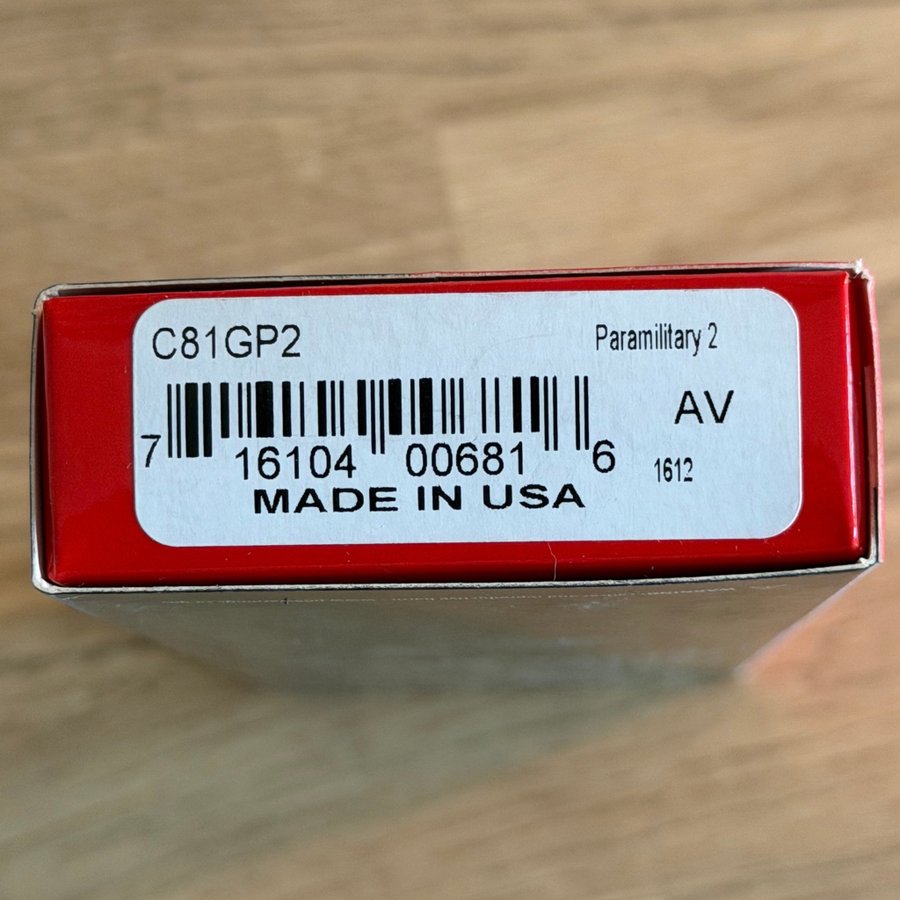 C81GP2
Paramilitary 2
AV
7 16104 00681 6
1612
MADE IN USA